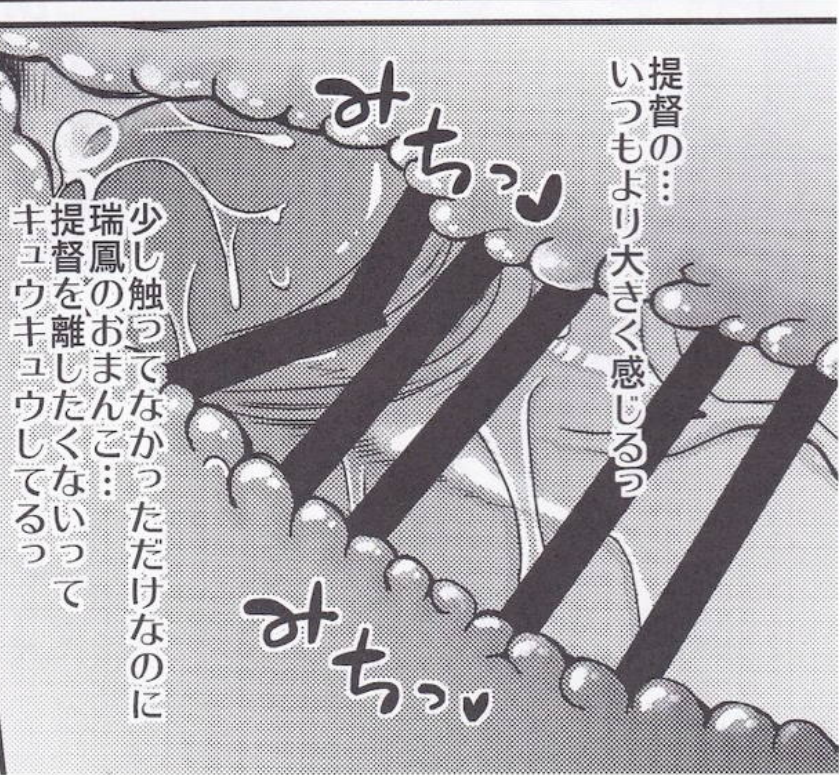 提督の…
いつもより大きく感じるっ
みちっ♥
少し触ってなかっただけなのに
瑞鳳のおまんこ…
提督を離したくないって
キュウキュウしてるっ
みちっ♥